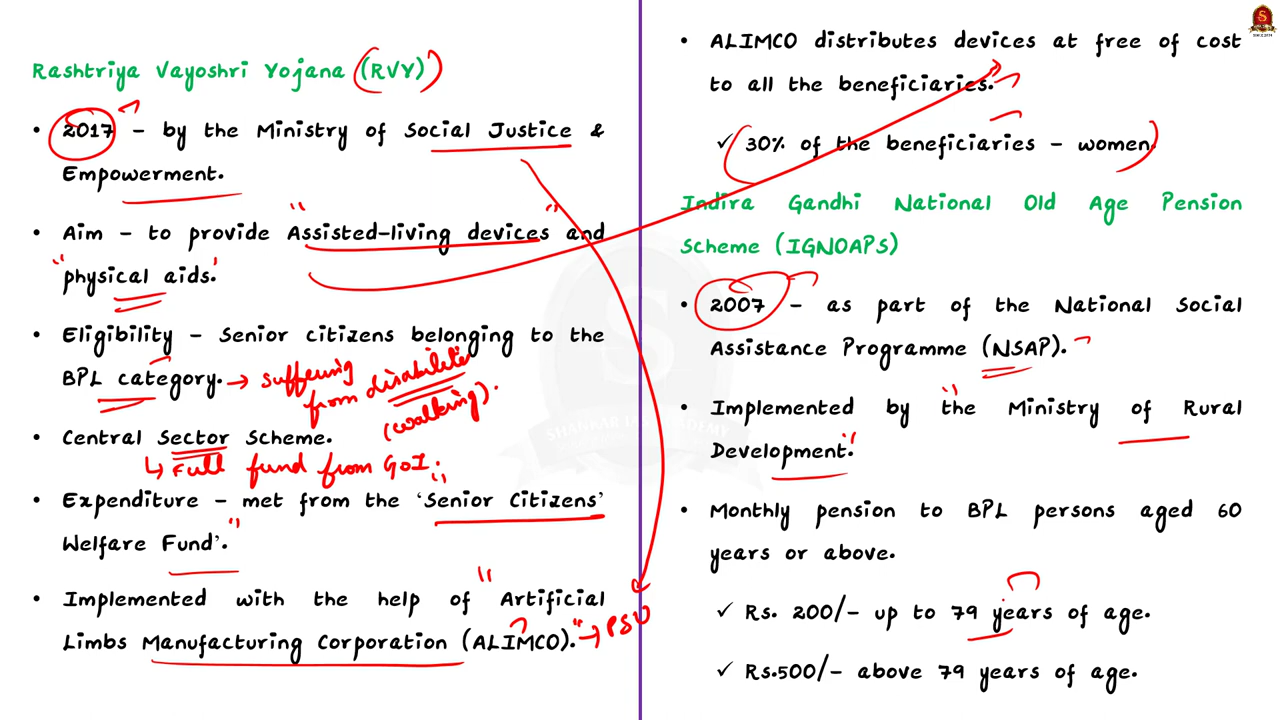 Rashtriya Vayoshri Yojana (RVY)
• 2017 – by the Ministry of Social Justice &
Empowerment.
• Aim – to provide Assisted-living devices and
physical aids.
• Eligibility – Senior citizens belonging to the
BPL category. → suffering
from disabilities
(walking).
• Central Sector Scheme.
↳ Full fund from GOI.
• Expenditure – met from the ‘Senior Citizens’
Welfare Fund’.
• Implemented with the help of Artificial
Limbs Manufacturing Corporation (ALIMCO). → PSU
• ALIMCO distributes devices at free of cost
to all the beneficiaries.
✓ 30% of the beneficiaries – women.
Indira Gandhi National Old Age Pension
Scheme (IGNOAPS)
• 2007 – as part of the National Social
Assistance Programme (NSAP).
• Implemented by the Ministry of Rural
Development.
• Monthly pension to BPL persons aged 60
years or above.
✓ Rs. 200/- up to 79 years of age.
✓ Rs.500/- above 79 years of age.